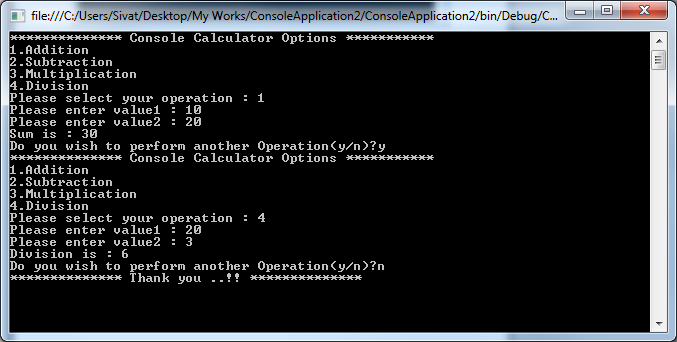 file:///C:/Users/Sivat/Desktop/My Works/ConsoleApplication2/ConsoleApplication2/bin/Debug/C...
************** Console Calculator Options ***********
1.Addition
2.Subtraction
3.Multiplication
4.Division
Please select your operation : 1
Please enter value1 : 10
Please enter value2 : 20
Sum is : 30
Do you wish to perform another Operation(y/n)?y
************** Console Calculator Options ***********
1.Addition
2.Subtraction
3.Multiplication
4.Division
Please select your operation : 4
Please enter value1 : 20
Please enter value2 : 3
Division is : 6
Do you wish to perform another Operation(y/n)?n
************** Thank you ..!! **************